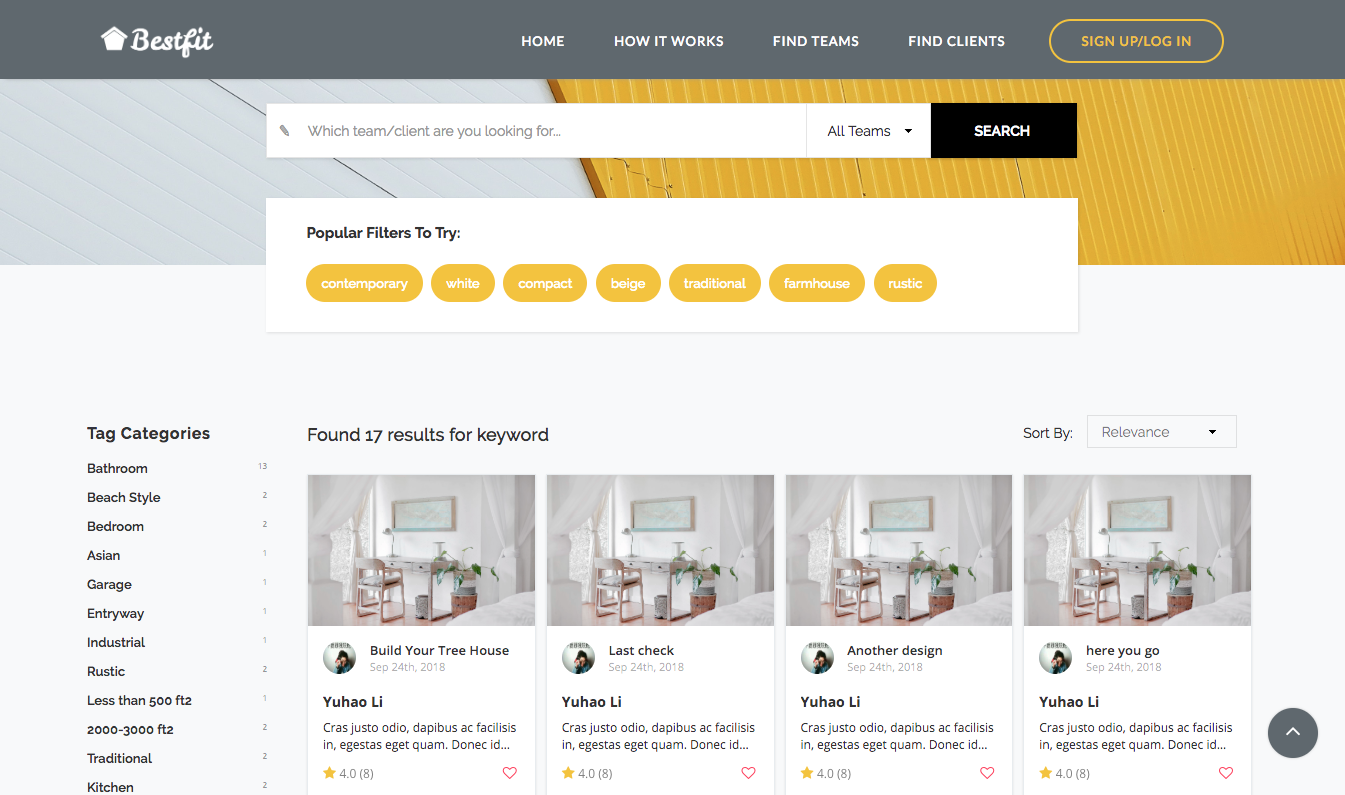 Bestfit
HOME HOW IT WORKS FIND TEAMS FIND CLIENTS SIGN UP/LOG IN
Which team/client are you looking for... All Teams SEARCH
Popular Filters To Try:
contemporary white compact beige traditional farmhouse rustic
Tag Categories
Bathroom 13
Beach Style 2
Bedroom 2
Asian 1
Garage 1
Entryway 1
Industrial 1
Rustic 2
Less than 500 ft2 1
2000-3000 ft2 2
Traditional 2
Kitchen 2
Found 17 results for keyword
Sort By: Relevance
Build Your Tree House
Sep 24th, 2018
Yuhao Li
Cras justo odio, dapibus ac facilisis
in, egestas eget quam. Donec id...
4.0 (8)
Last check
Sep 24th, 2018
Yuhao Li
Cras justo odio, dapibus ac facilisis
in, egestas eget quam. Donec id...
4.0 (8)
Another design
Sep 24th, 2018
Yuhao Li
Cras justo odio, dapibus ac facilisis
in, egestas eget quam. Donec id...
4.0 (8)
here you go
Sep 24th, 2018
Yuhao Li
Cras justo odio, dapibus ac facilisis
in, egestas eget quam. Donec id...
4.0 (8)